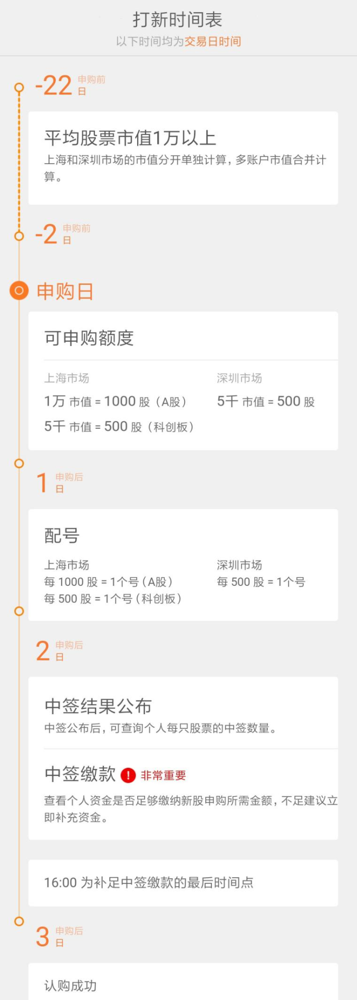 打新时间表
以下时间均为交易日时间
-22 申购前
日
平均股票市值1万以上
上海和深圳市场的市值分开单独计算，多账户市值合并计
算。
-2 申购前
日
申购日
可申购额度
上海市场 深圳市场
1万 市值 = 1000 股（A股） 5千 市值 = 500 股
5千 市值 = 500 股（科创板）
1 申购后
日
配号
上海市场 深圳市场
每 1000 股 = 1个号（A股） 每 500 股 = 1个号
每 500 股 = 1个号（科创板）
2 申购后
日
中签结果公布
中签公布后，可查询个人每只股票的中签数量。
中签缴款 ! 非常重要
查看个人资金是否足够缴纳新股申购所需金额，不足建议立
即补充资金。
16:00 为补足中签缴款的最后时间点
3 申购后
日
认购成功